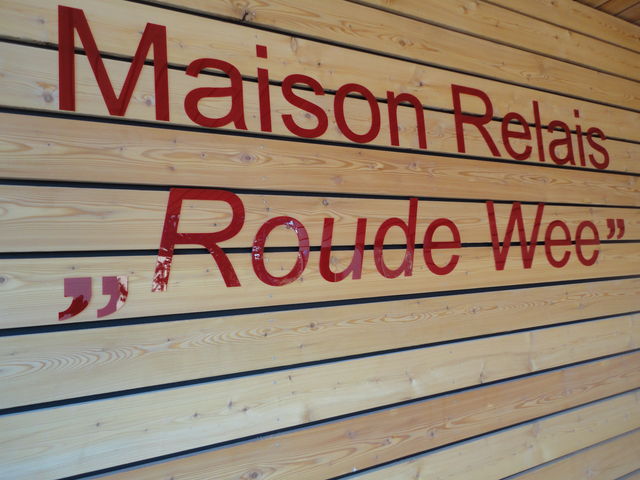 Maison Relais
„Roude Wee”